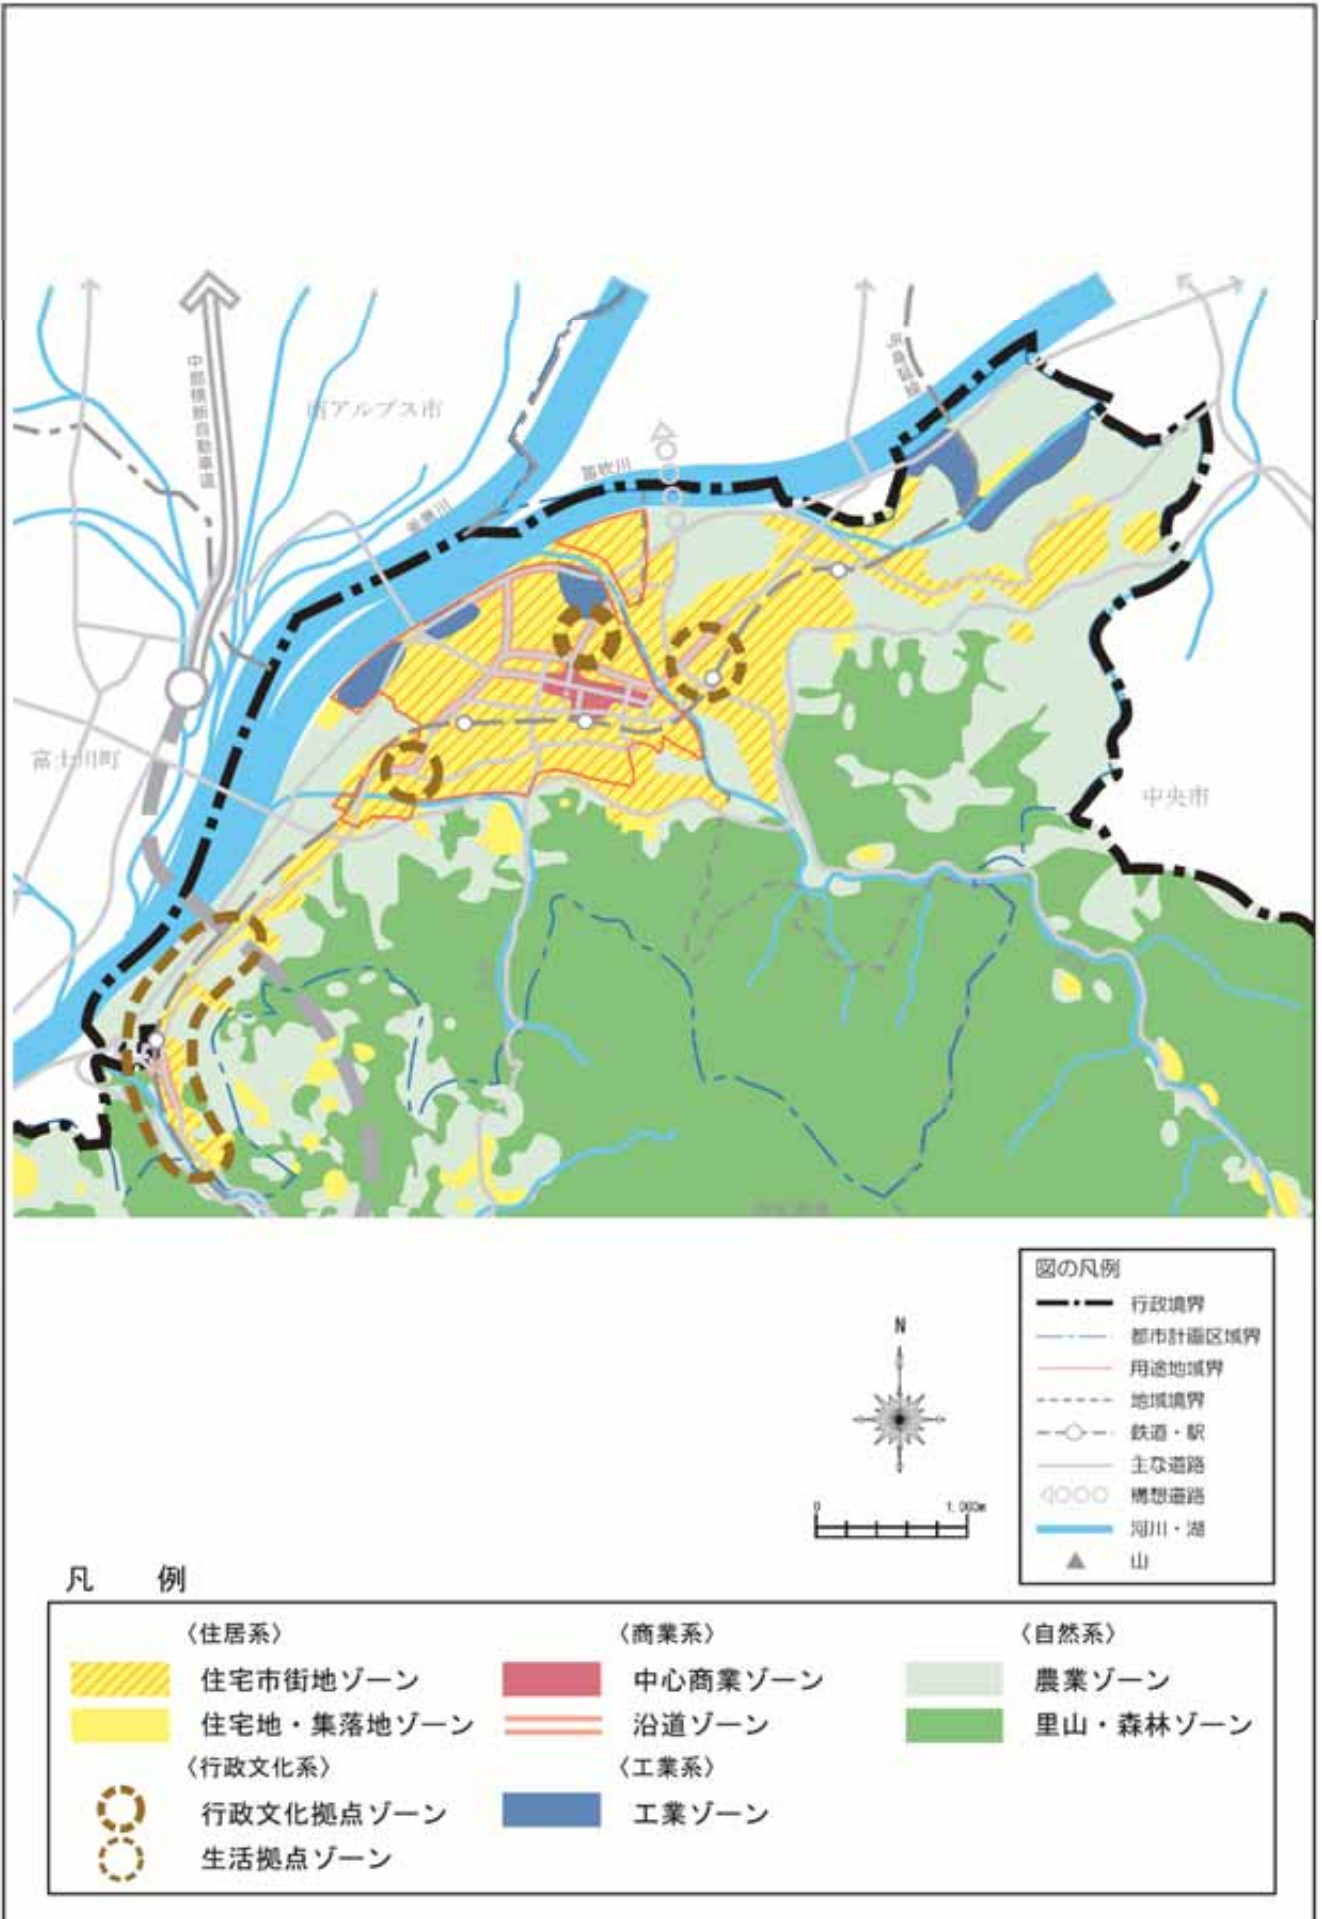 中部横断自動車道
南アルプス市
笛吹川
富士川町
中央市
図の凡例
行政境界
都市計画区域界
用途地域界
地域境界
鉄道・駅
主な道路
構想道路
河川・湖
山
N
0 1,000m
凡 例
〈住居系〉 〈商業系〉 〈自然系〉
住宅市街地ゾーン 中心商業ゾーン 農業ゾーン
住宅地・集落地ゾーン 沿道ゾーン 里山・森林ゾーン
〈行政文化系〉 〈工業系〉
行政文化拠点ゾーン 工業ゾーン
生活拠点ゾーン